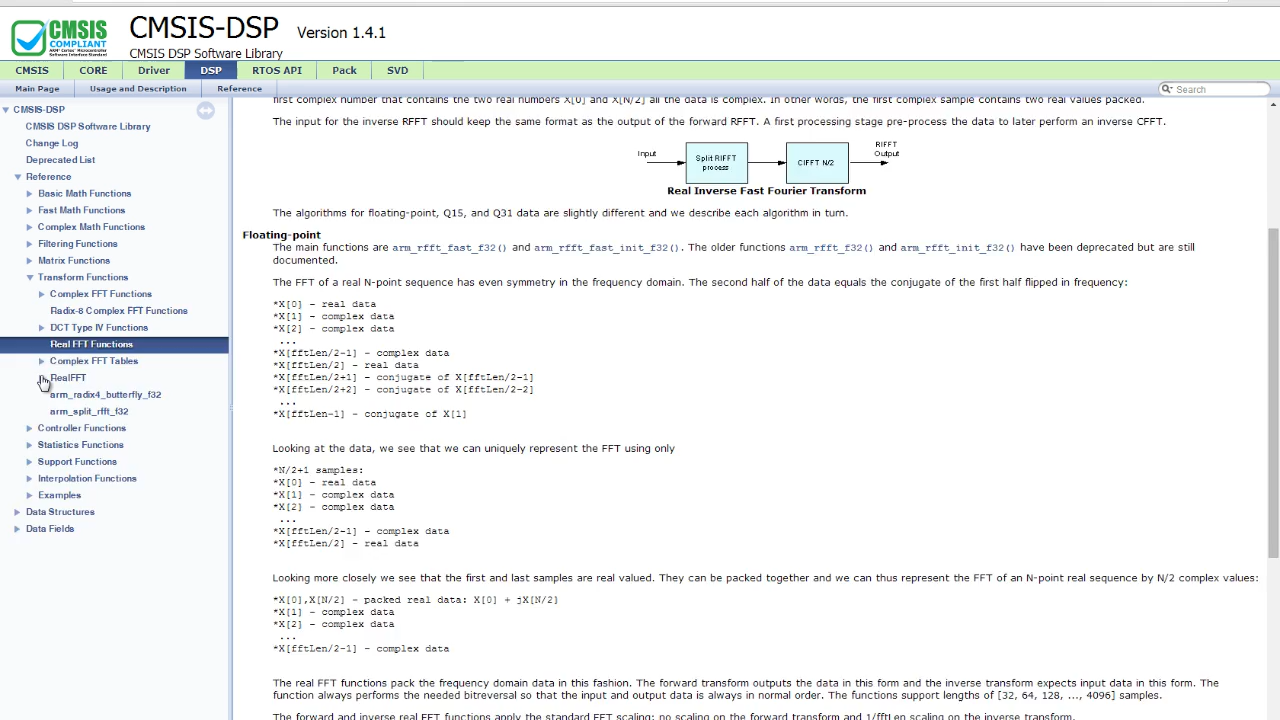 CMSIS
COMPLIANT
CMSIS-DSP Version 1.4.1
CMSIS DSP Software Library
CMSIS CORE Driver DSP RTOS API Pack SVD
Main Page Usage and Description Reference Search
CMSIS-DSP
CMSIS DSP Software Library
Change Log
Deprecated List
Reference
Basic Math Functions
Fast Math Functions
Complex Math Functions
Filtering Functions
Matrix Functions
Transform Functions
Complex FFT Functions
Radix-8 Complex FFT Functions
DCT Type IV Functions
Real FFT Functions
Complex FFT Tables
RealFFT
arm_radix4_butterfly_f32
arm_split_rfft_f32
Controller Functions
Statistics Functions
Support Functions
Interpolation Functions
Examples
Data Structures
Data Fields
first complex number that contains the two real numbers X[0] and X[N/2] all the data is complex. In other words, the first complex sample contains two real values packed.
The input for the inverse RFFT should keep the same format as the output of the forward RFFT. A first processing stage pre-process the data to later perform an inverse CFFT.
Input
Split RIFFT
process
CIFFT N/2
RIFFT
Output
Real Inverse Fast Fourier Transform
The algorithms for floating-point, Q15, and Q31 data are slightly different and we describe each algorithm in turn.
Floating-point
The main functions are arm_rfft_fast_f32() and arm_rfft_fast_init_f32(). The older functions arm_rfft_f32() and arm_rfft_init_f32() have been deprecated but are still
documented.
The FFT of a real N-point sequence has even symmetry in the frequency domain. The second half of the data equals the conjugate of the first half flipped in frequency:
*X[0] - real data
*X[1] - complex data
*X[2] - complex data
...
*X[fftLen/2-1] - complex data
*X[fftLen/2] - real data
*X[fftLen/2+1] - conjugate of X[fftLen/2-1]
*X[fftLen/2+2] - conjugate of X[fftLen/2-2]
...
*X[fftLen-1] - conjugate of X[1]
Looking at the data, we see that we can uniquely represent the FFT using only
*N/2+1 samples:
*X[0] - real data
*X[1] - complex data
*X[2] - complex data
...
*X[fftLen/2-1] - complex data
*X[fftLen/2] - real data
Looking more closely we see that the first and last samples are real valued. They can be packed together and we can thus represent the FFT of an N-point real sequence by N/2 complex values:
*X[0],X[N/2] - packed real data: X[0] + jX[N/2]
*X[1] - complex data
*X[2] - complex data
...
*X[fftLen/2-1] - complex data
The real FFT functions pack the frequency domain data in this fashion. The forward transform outputs the data in this form and the inverse transform expects input data in this form. The
function always performs the needed bitreversal so that the input and output data is always in normal order. The functions support lengths of [32, 64, 128, ..., 4096] samples.
The forward and inverse real FFT functions apply the standard FFT scaling; no scaling on the forward transform and 1/fftLen scaling on the inverse transform.